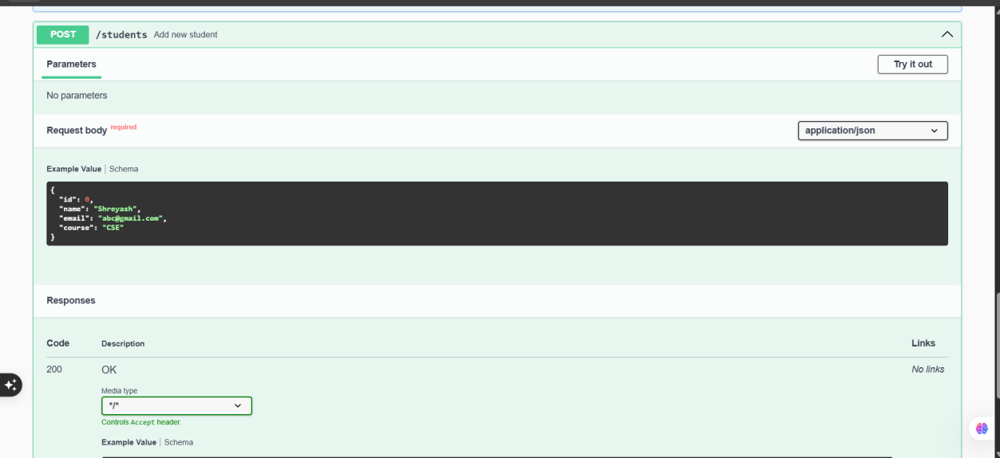 POST /students Add new student
Parameters
Try it out
No parameters
Request body required
application/json
Example Value | Schema
{
  "id": 0,
  "name": "Shreyash",
  "email": "abc@gmail.com",
  "course": "CSE"
}
Responses
Code Description Links
200 OK No links
Media type
*/*
Controls Accept header.
Example Value | Schema